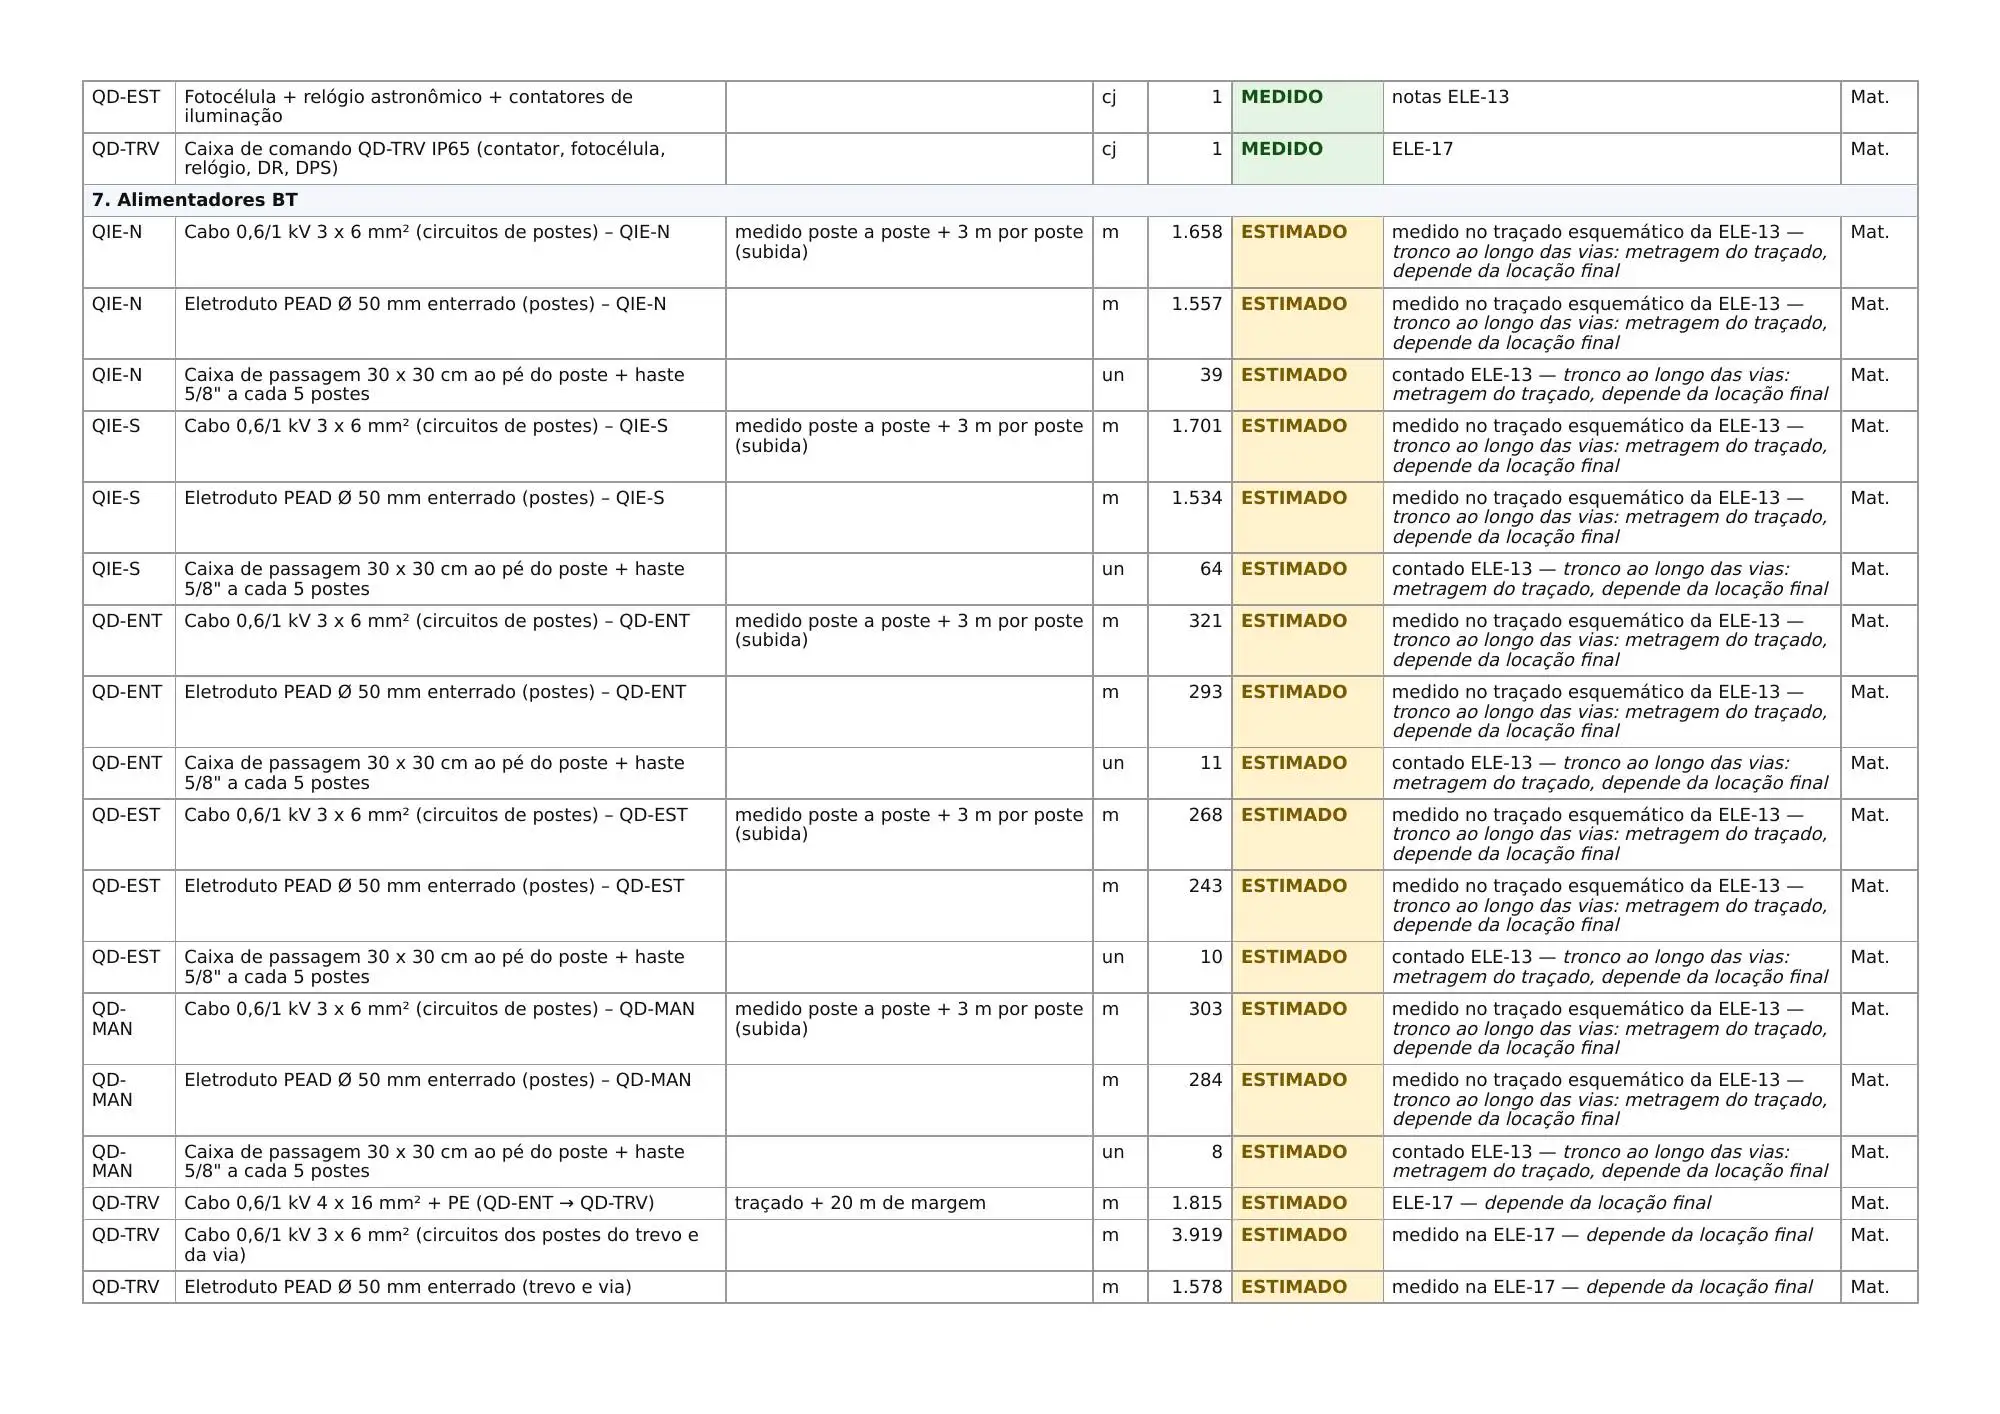 QD-EST Fotocélula + relógio astronômico + contatores de cj 1 MEDIDO notas ELE-13 Mat.
iluminação
QD-TRV Caixa de comando QD-TRV IP65 (contator, fotocélula, cj 1 MEDIDO ELE-17 Mat.
relógio, DR, DPS)
7. Alimentadores BT
QIE-N Cabo 0,6/1 kV 3 x 6 mm² (circuitos de postes) – QIE-N medido poste a poste + 3 m por poste m 1.658 ESTIMADO medido no traçado esquemático da ELE-13 — Mat.
(subida) tronco ao longo das vias: metragem do traçado,
depende da locação final
QIE-N Eletroduto PEAD Ø 50 mm enterrado (postes) – QIE-N m 1.557 ESTIMADO medido no traçado esquemático da ELE-13 — Mat.
tronco ao longo das vias: metragem do traçado,
depende da locação final
QIE-N Caixa de passagem 30 x 30 cm ao pé do poste + haste un 39 ESTIMADO contado ELE-13 — tronco ao longo das vias: Mat.
5/8" a cada 5 postes metragem do traçado, depende da locação final
QIE-S Cabo 0,6/1 kV 3 x 6 mm² (circuitos de postes) – QIE-S medido poste a poste + 3 m por poste m 1.701 ESTIMADO medido no traçado esquemático da ELE-13 — Mat.
(subida) tronco ao longo das vias: metragem do traçado,
depende da locação final
QIE-S Eletroduto PEAD Ø 50 mm enterrado (postes) – QIE-S m 1.534 ESTIMADO medido no traçado esquemático da ELE-13 — Mat.
tronco ao longo das vias: metragem do traçado,
depende da locação final
QIE-S Caixa de passagem 30 x 30 cm ao pé do poste + haste un 64 ESTIMADO contado ELE-13 — tronco ao longo das vias: Mat.
5/8" a cada 5 postes metragem do traçado, depende da locação final
QD-ENT Cabo 0,6/1 kV 3 x 6 mm² (circuitos de postes) – QD-ENT medido poste a poste + 3 m por poste m 321 ESTIMADO medido no traçado esquemático da ELE-13 — Mat.
(subida) tronco ao longo das vias: metragem do traçado,
depende da locação final
QD-ENT Eletroduto PEAD Ø 50 mm enterrado (postes) – QD-ENT m 293 ESTIMADO medido no traçado esquemático da ELE-13 — Mat.
tronco ao longo das vias: metragem do traçado,
depende da locação final
QD-ENT Caixa de passagem 30 x 30 cm ao pé do poste + haste un 11 ESTIMADO contado ELE-13 — tronco ao longo das vias: Mat.
5/8" a cada 5 postes metragem do traçado, depende da locação final
QD-EST Cabo 0,6/1 kV 3 x 6 mm² (circuitos de postes) – QD-EST medido poste a poste + 3 m por poste m 268 ESTIMADO medido no traçado esquemático da ELE-13 — Mat.
(subida) tronco ao longo das vias: metragem do traçado,
depende da locação final
QD-EST Eletroduto PEAD Ø 50 mm enterrado (postes) – QD-EST m 243 ESTIMADO medido no traçado esquemático da ELE-13 — Mat.
tronco ao longo das vias: metragem do traçado,
depende da locação final
QD-EST Caixa de passagem 30 x 30 cm ao pé do poste + haste un 10 ESTIMADO contado ELE-13 — tronco ao longo das vias: Mat.
5/8" a cada 5 postes metragem do traçado, depende da locação final
QD- Cabo 0,6/1 kV 3 x 6 mm² (circuitos de postes) – QD-MAN medido poste a poste + 3 m por poste m 303 ESTIMADO medido no traçado esquemático da ELE-13 — Mat.
MAN (subida) tronco ao longo das vias: metragem do traçado,
depende da locação final
QD- Eletroduto PEAD Ø 50 mm enterrado (postes) – QD-MAN m 284 ESTIMADO medido no traçado esquemático da ELE-13 — Mat.
MAN tronco ao longo das vias: metragem do traçado,
depende da locação final
QD- Caixa de passagem 30 x 30 cm ao pé do poste + haste un 8 ESTIMADO contado ELE-13 — tronco ao longo das vias: Mat.
MAN 5/8" a cada 5 postes metragem do traçado, depende da locação final
QD-TRV Cabo 0,6/1 kV 4 x 16 mm² + PE (QD-ENT → QD-TRV) traçado + 20 m de margem m 1.815 ESTIMADO ELE-17 — depende da locação final Mat.
QD-TRV Cabo 0,6/1 kV 3 x 6 mm² (circuitos dos postes do trevo e m 3.919 ESTIMADO medido na ELE-17 — depende da locação final Mat.
da via)
QD-TRV Eletroduto PEAD Ø 50 mm enterrado (trevo e via) m 1.578 ESTIMADO medido na ELE-17 — depende da locação final Mat.